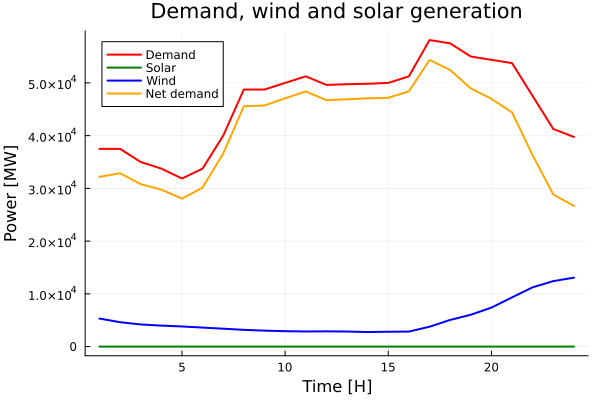 Demand, wind and solar generation
Demand
Solar
Wind
Net demand
5.0×10⁴
4.0×10⁴
3.0×10⁴
2.0×10⁴
1.0×10⁴
0
Power [MW]
5 10 15 20
Time [H]